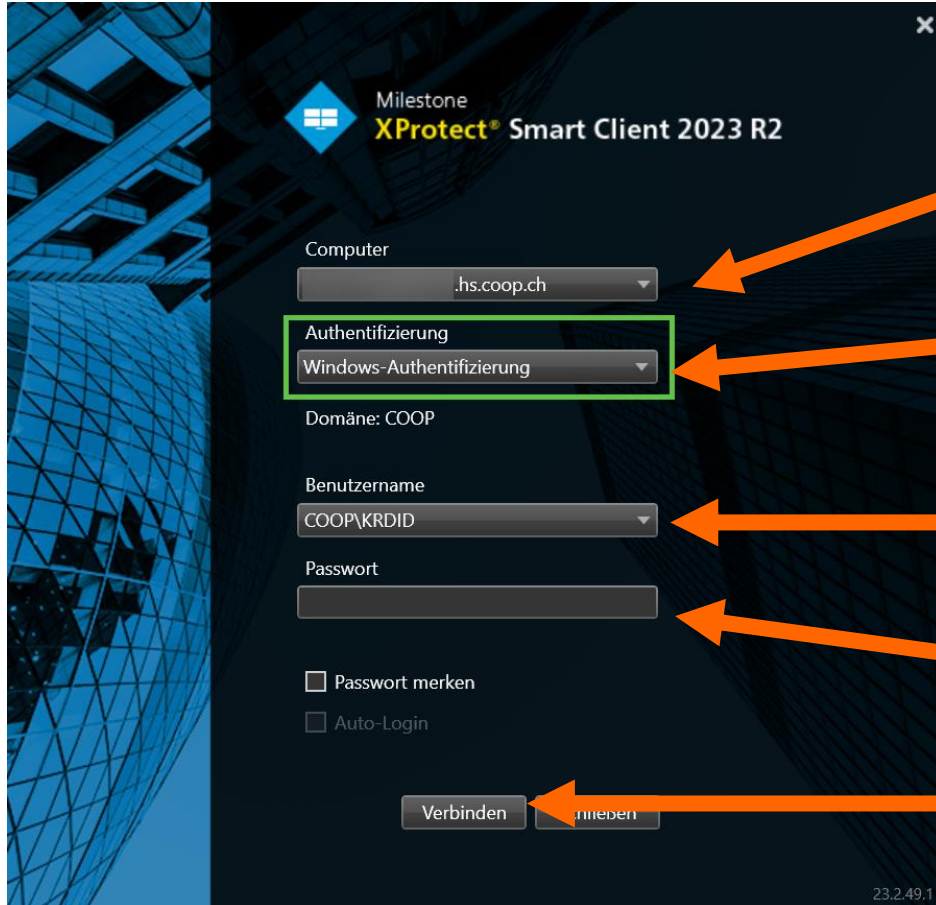 Milestone
XProtect® Smart Client 2023 R2
Computer
.hs.coop.ch
Authentifizierung
Windows-Authentifizierung
Domäne: COOP
Benutzername
COOP\KRDID
Passwort
Passwort merken
Auto-Login
Verbinden
23.2.49.1